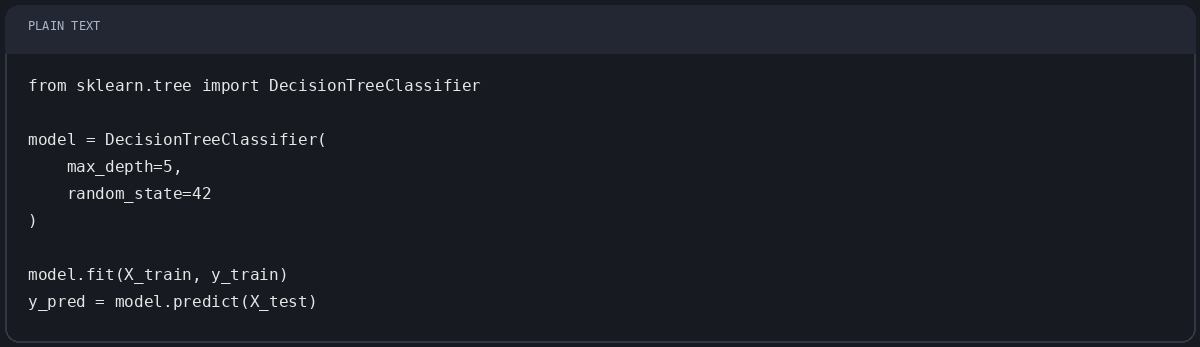 PLAIN TEXT
from sklearn.tree import DecisionTreeClassifier
model = DecisionTreeClassifier(
    max_depth=5,
    random_state=42
)
model.fit(X_train, y_train)
y_pred = model.predict(X_test)